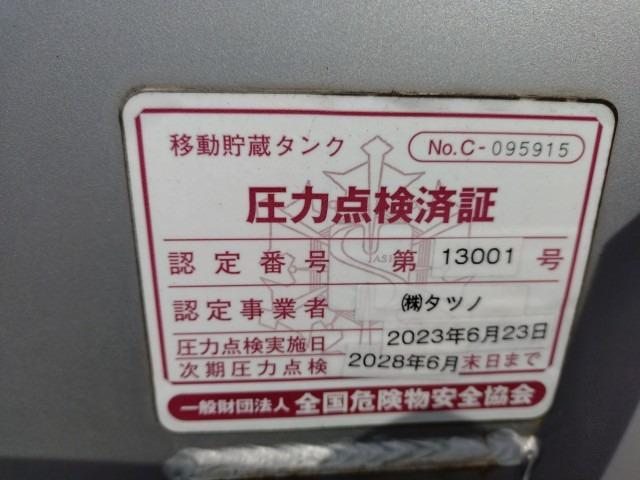 移動貯蔵タンク No.C-095915
圧力点検済証
認定番号 第 13001 号
認定事業者 ㈱タツノ
圧力点検実施日 2023年6月23日
次期圧力点検 2028年6月末日まで
一般財団法人 全国危険物安全協会